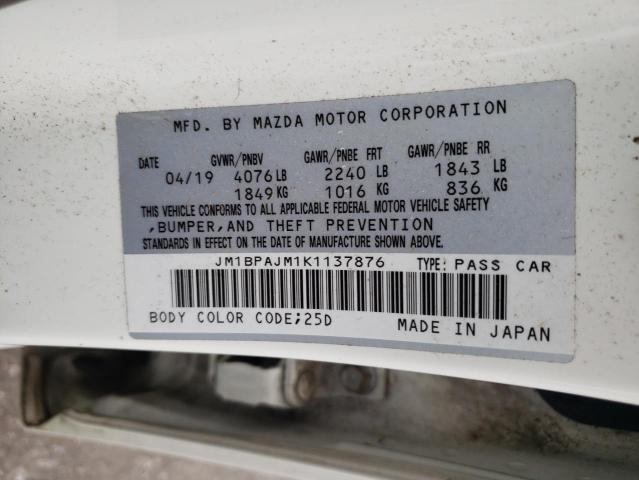 MFD. BY MAZDA MOTOR CORPORATION
DATE GVWR/PNBV GAWR/PNBE FRT GAWR/PNBE RR
04/19 4076 LB 2240 LB 1843 LB
1849 KG 1016 KG 836 KG
THIS VEHICLE CONFORMS TO ALL APPLICABLE FEDERAL MOTOR VEHICLE SAFETY
,BUMPER,AND THEFT PREVENTION
STANDARDS IN EFFECT ON THE DATE OF MANUFACTURE SHOWN ABOVE.
JM1BPAJM1K1137876 TYPE: PASS CAR
BODY COLOR CODE;25D MADE IN JAPAN